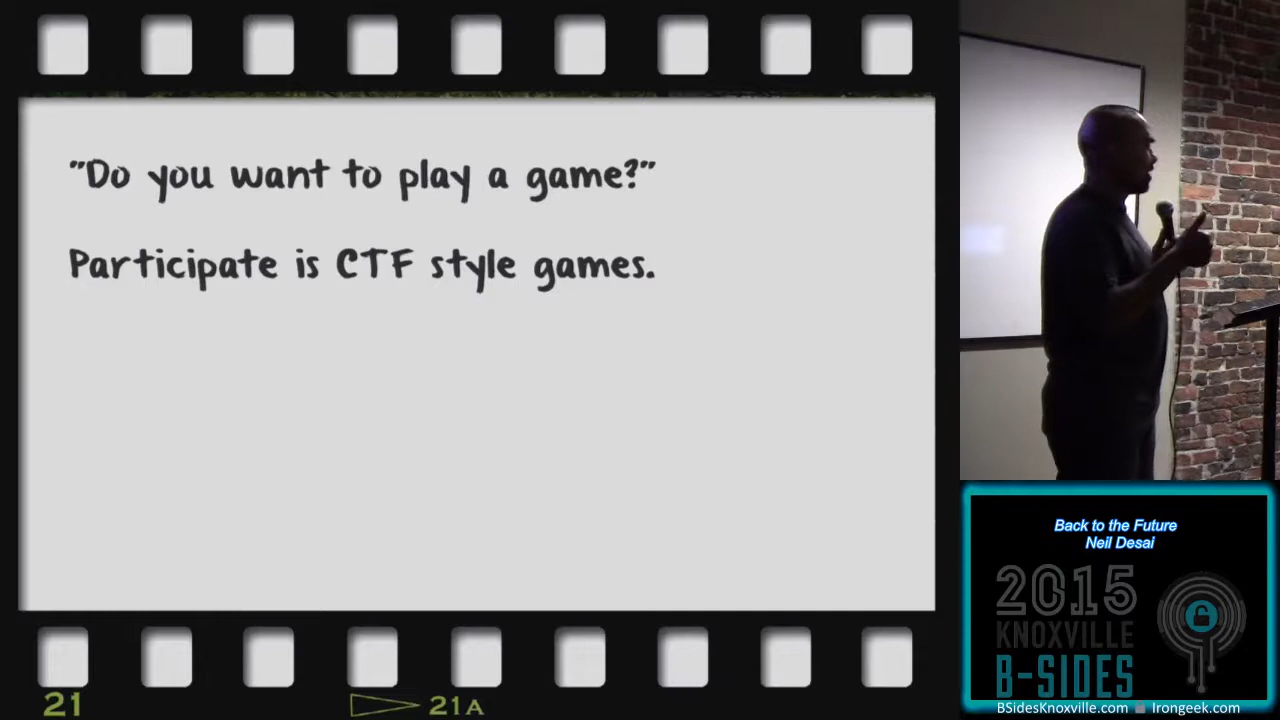 "Do you want to play a game?"
Participate is CTF style games.
21
21A
Back to the Future
Neil Desai
2015
KNOXVILLE
B-SIDES
BSidesKnoxville.com Irongeek.com